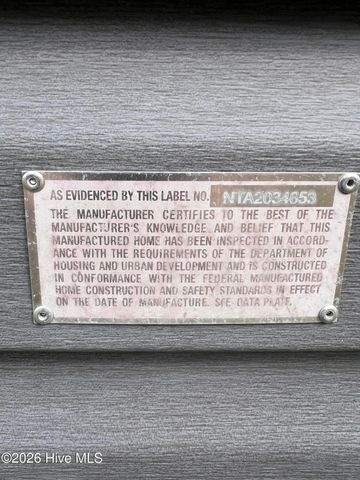 AS EVIDENCED BY THIS LABEL NO. NTA2034653
THE MANUFACTURER CERTIFIES TO THE BEST OF THE
MANUFACTURER'S KNOWLEDGE AND BELIEF THAT THIS
MANUFACTURED HOME HAS BEEN INSPECTED IN ACCORD-
ANCE WITH THE REQUIREMENTS OF THE DEPARTMENT OF
HOUSING AND URBAN DEVELOPMENT AND IS CONSTRUCTED
IN CONFORMANCE WITH THE FEDERAL MANUFACTURED
HOME CONSTRUCTION AND SAFETY STANDARDS IN EFFECT
ON THE DATE OF MANUFACTURE. SEE DATA PLATE.
©2026 Hive MLS